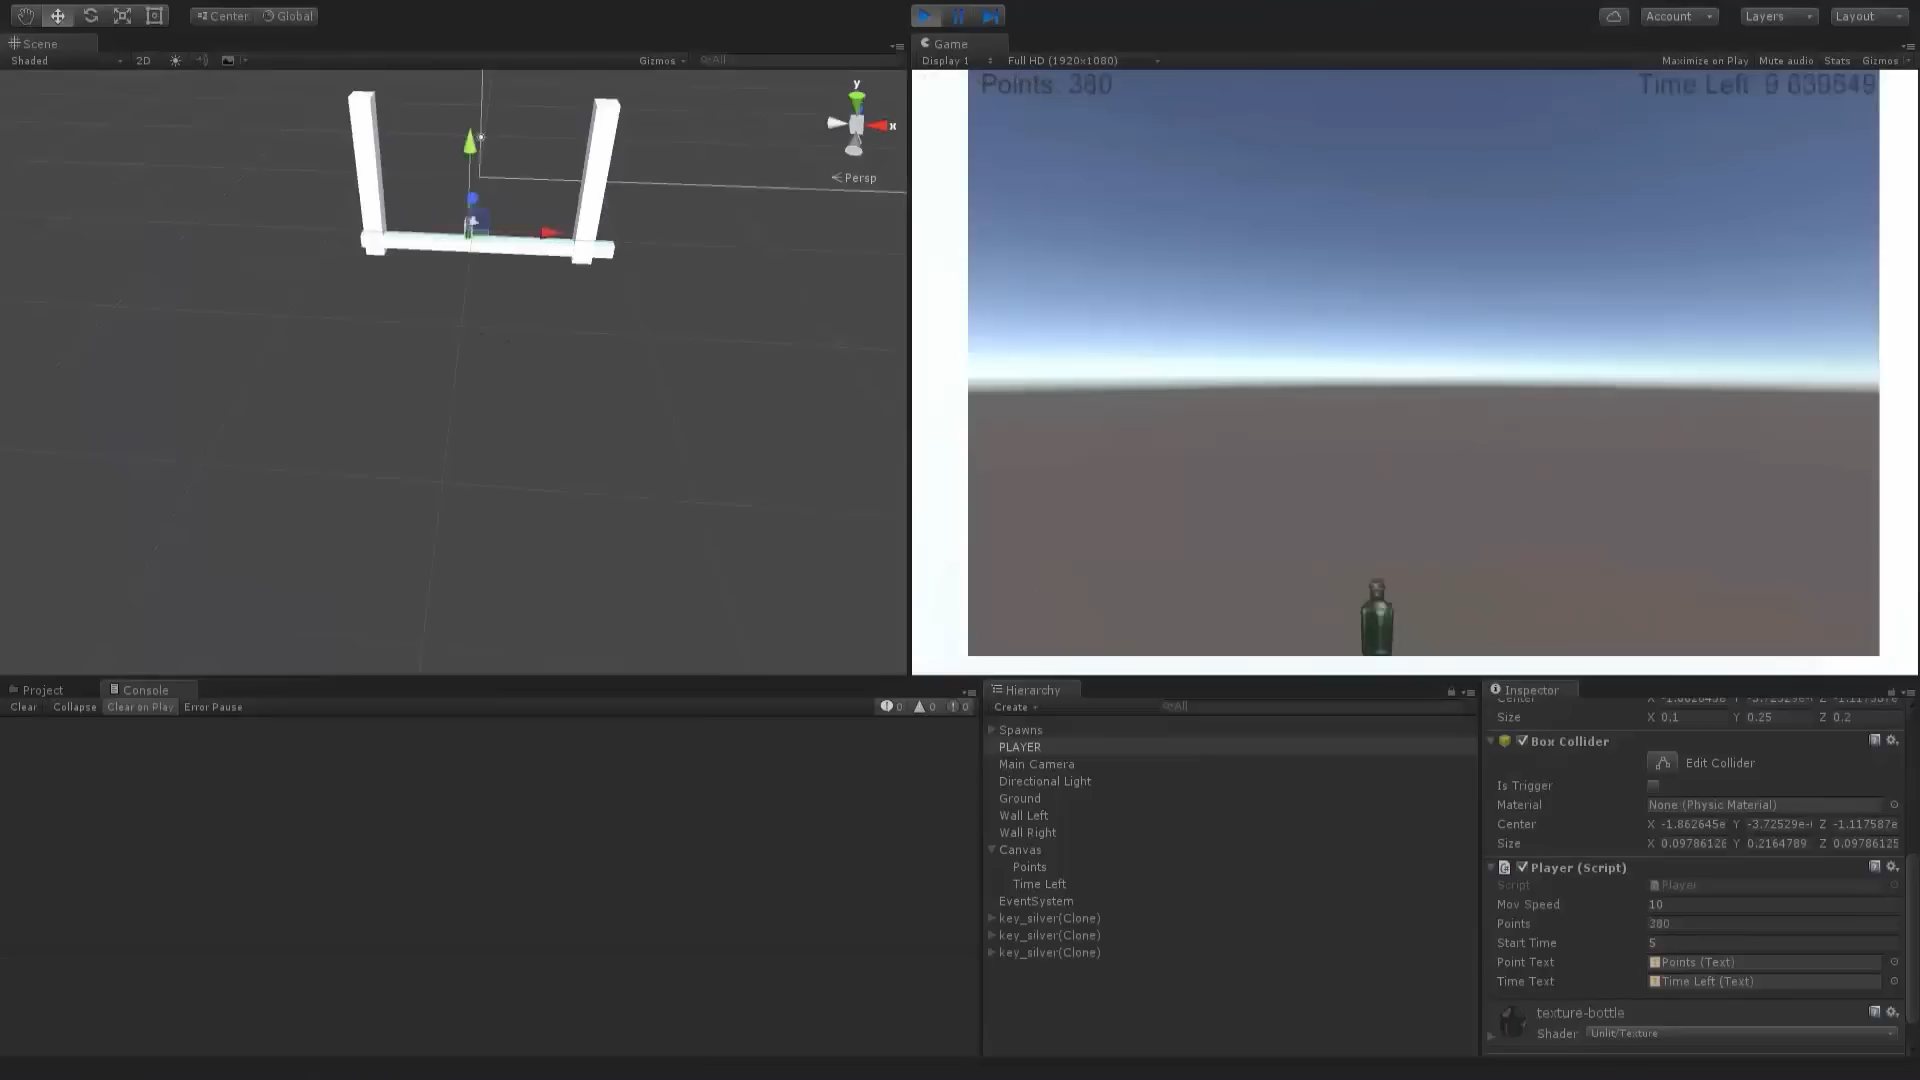 Center Global Account Layers Layout
Scene
Shaded 2D Gizmos All
y
x
Persp
Game
Display 1 Full HD (1920x1080) Maximize on Play Mute audio Stats Gizmos
Points: 380 Time Left
Project Console
Clear Collapse Clear on Play Error Pause 0 0 0
Hierarchy
Create All
Spawns
PLAYER
Main Camera
Directional Light
Ground
Wall Left
Wall Right
Canvas
Points
Time Left
EventSystem
key_silver(Clone)
key_silver(Clone)
key_silver(Clone)
Inspector
Center
Size X 0.1 Y 0.25 Z 0.2
Box Collider
Edit Collider
Is Trigger
Material None (Physic Material)
Center X -1.862645e Y -3.72529e- Z -1.117587e
Size X 0.0978612 Y 0.2164789 Z 0.09786125
Player (Script)
Script Player
Mov Speed 10
Points 380
Start Time 5
Point Text Points (Text)
Time Text Time Left (Text)
texture-bottle
Shader Unlit/Texture